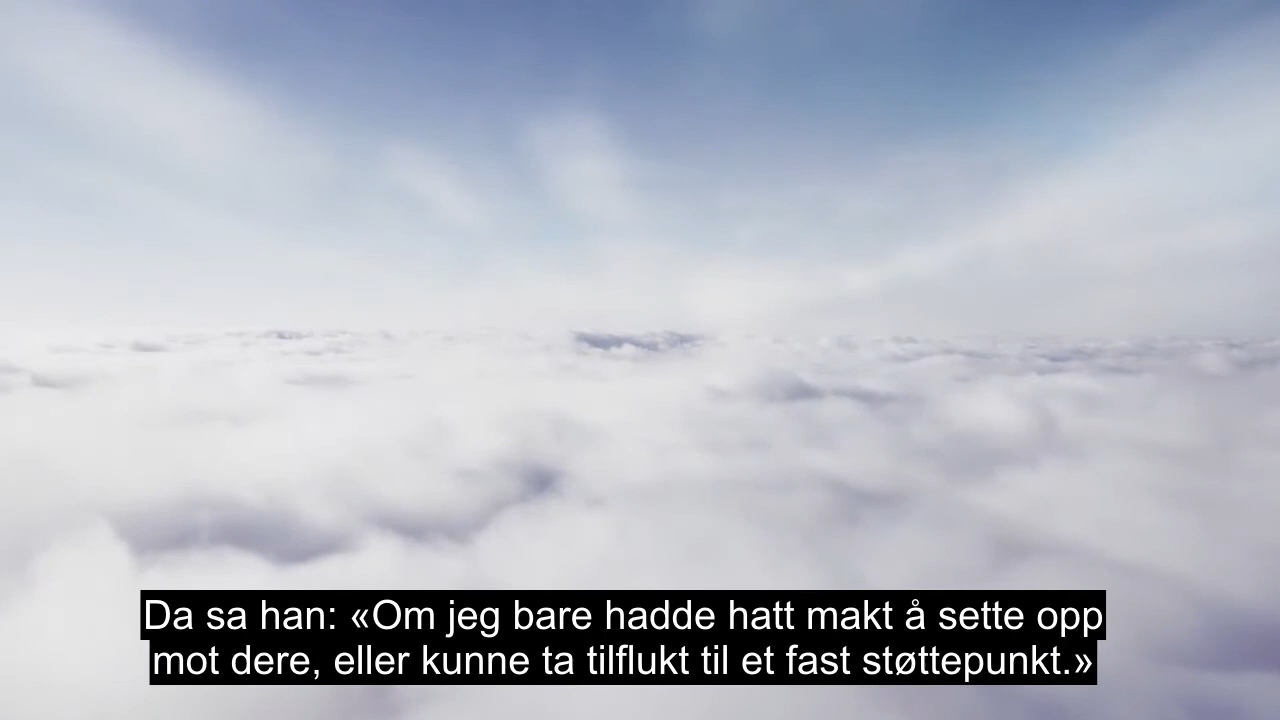 Da sa han: «Om jeg bare hadde hatt makt å sette opp
mot dere, eller kunne ta tilflukt til et fast støttepunkt.»